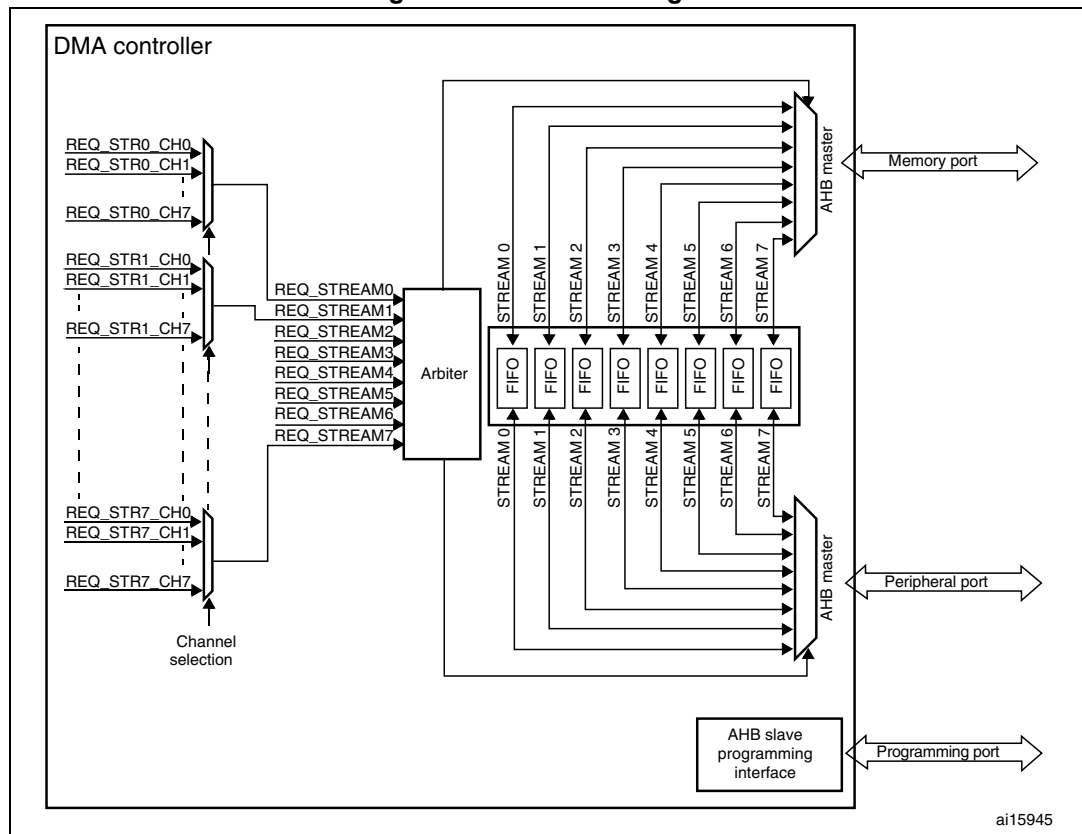 DMA controller
REQ_STR0_CH0
REQ_STR0_CH1
REQ_STR0_CH7
REQ_STR1_CH0
REQ_STR1_CH1
REQ_STR1_CH7
REQ_STR7_CH0
REQ_STR7_CH1
REQ_STR7_CH7
Channel
selection
REQ_STREAM0
REQ_STREAM1
REQ_STREAM2
REQ_STREAM3
REQ_STREAM4
REQ_STREAM5
REQ_STREAM6
REQ_STREAM7
Arbiter
STREAM 0
STREAM 1
STREAM 2
STREAM 3
STREAM 4
STREAM 5
STREAM 6
STREAM 7
FIFO
FIFO
FIFO
FIFO
FIFO
FIFO
FIFO
FIFO
STREAM 0
STREAM 1
STREAM 2
STREAM 3
STREAM 4
STREAM 5
STREAM 6
STREAM 7
AHB master
Memory port
AHB master
Peripheral port
AHB slave
programming
interface
Programming port
ai15945